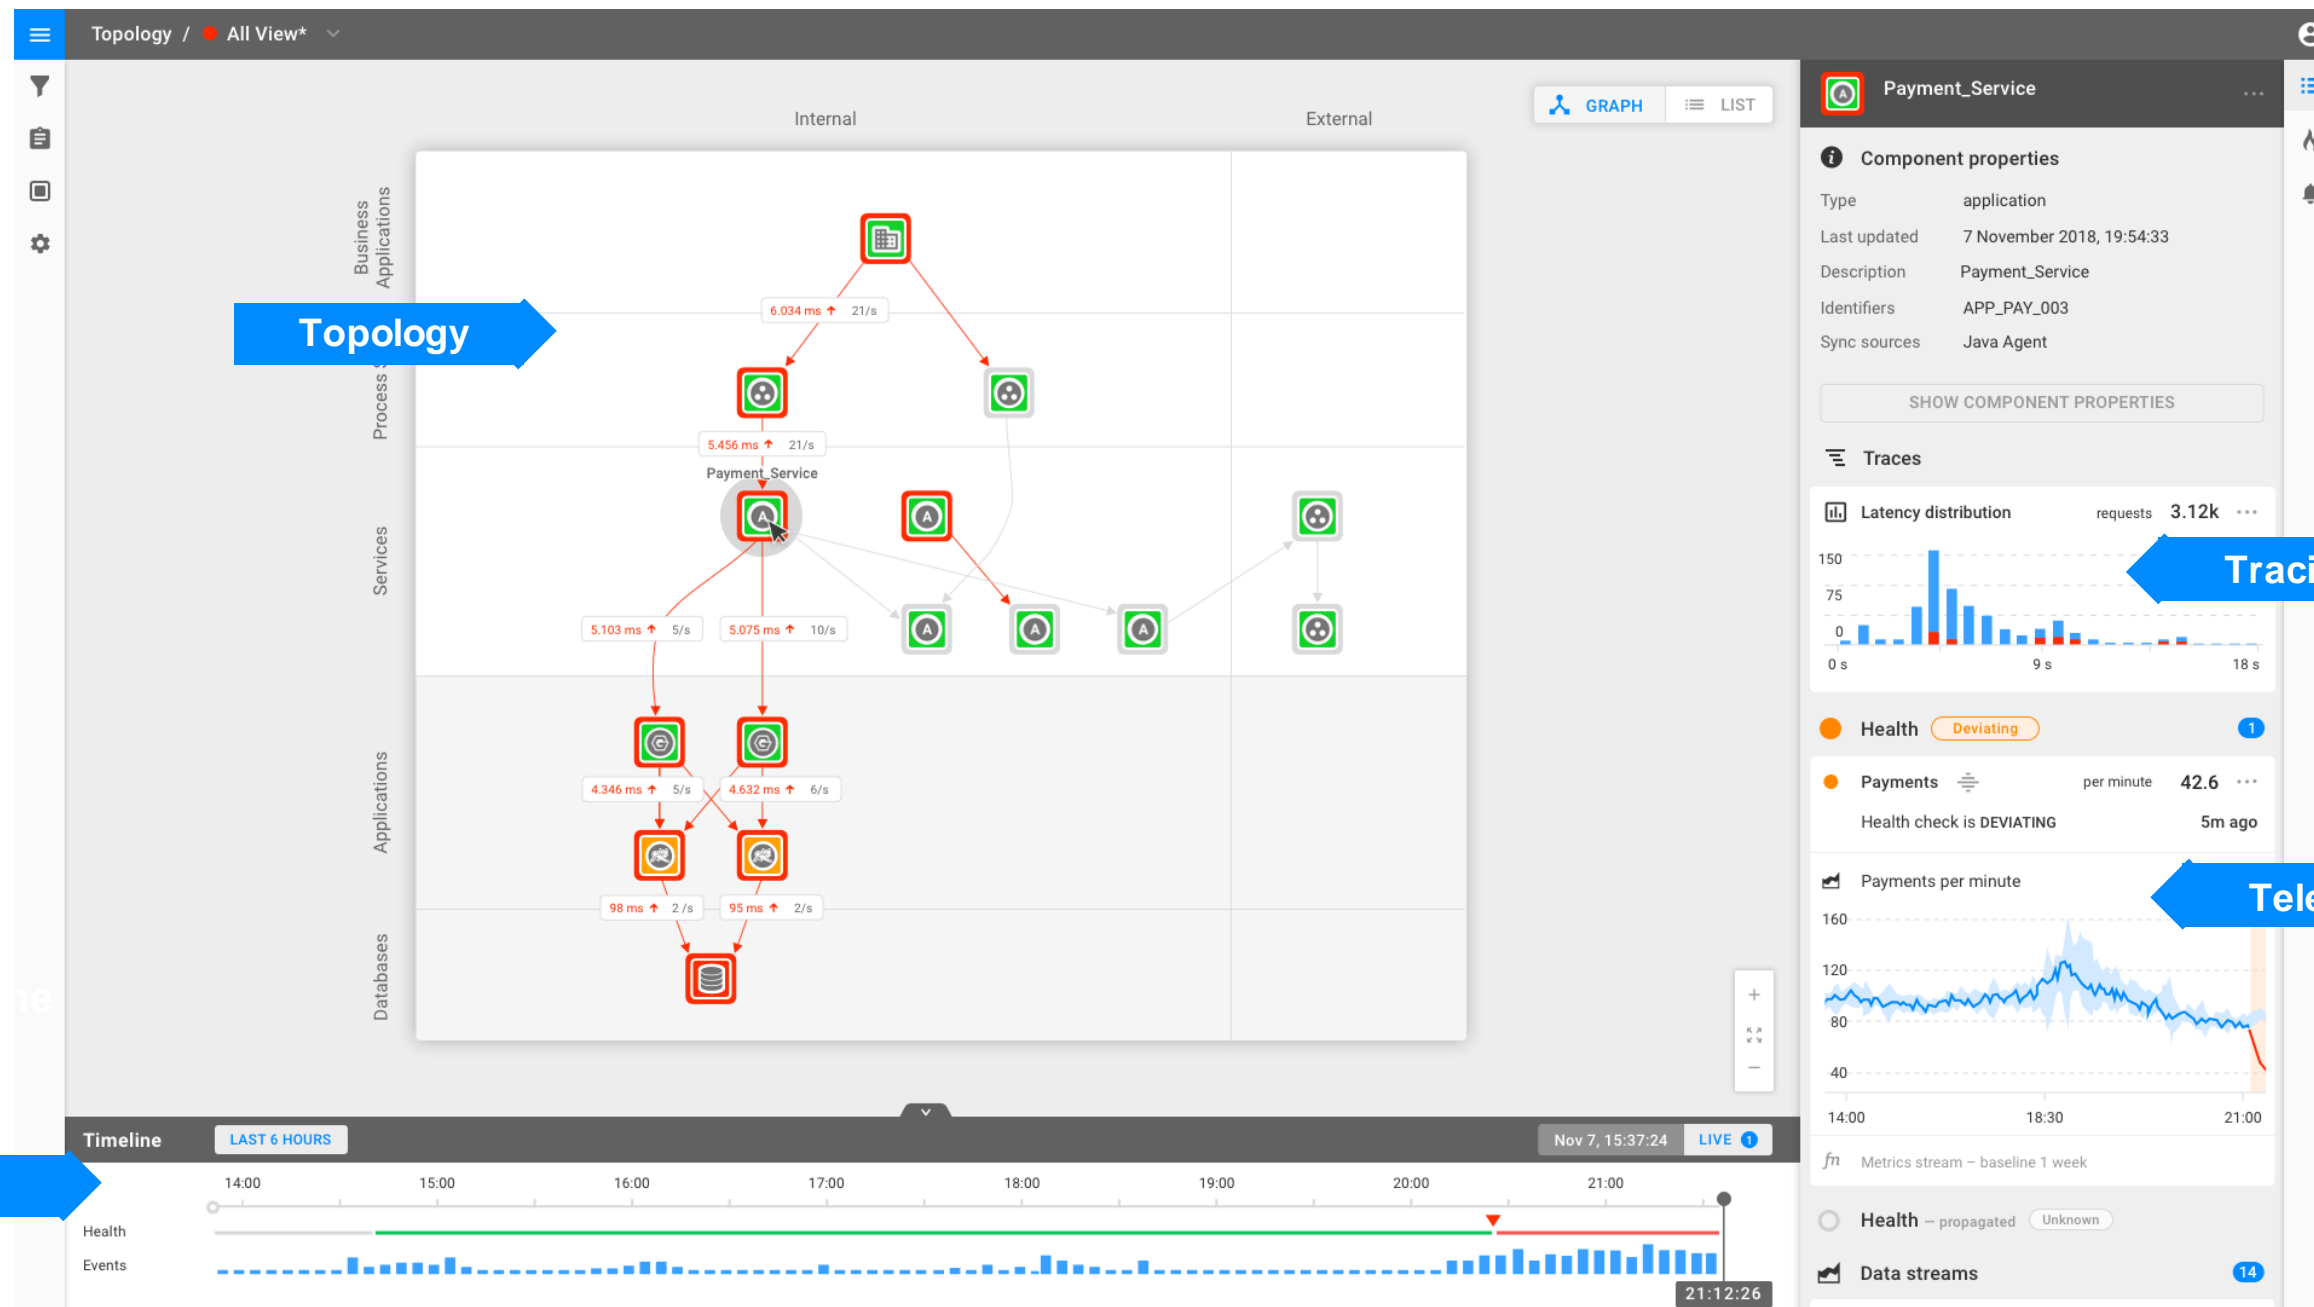 Topology / All View*
Internal
External
GRAPH
LIST
Business
Applications
Topology
Process S
Services
Applications
Databases
6.034 ms 21/s
5.456 ms 21/s
Payment_Service
A
A
5.103 ms 5/s
5.075 ms 10/s
A
A
A
4.346 ms 5/s
4.632 ms 6/s
98 ms 2 /s
95 ms 2/s
+
−
A
Payment_Service
...
Component properties
Type application
Last updated 7 November 2018, 19:54:33
Description Payment_Service
Identifiers APP_PAY_003
Sync sources Java Agent
SHOW COMPONENT PROPERTIES
Traces
Latency distribution requests 3.12k ...
150
75
0
0 s 9 s 18 s
Traci
Health Deviating 1
Payments per minute 42.6 ...
Health check is DEVIATING 5m ago
Payments per minute
Tele
160
120
80
40
14:00 18:30 21:00
fn Metrics stream – baseline 1 week
Health – propagated Unknown
Data streams 14
ne
Timeline LAST 6 HOURS
Nov 7, 15:37:24 LIVE 1
14:00 15:00 16:00 17:00 18:00 19:00 20:00 21:00
Health
Events
21:12:26